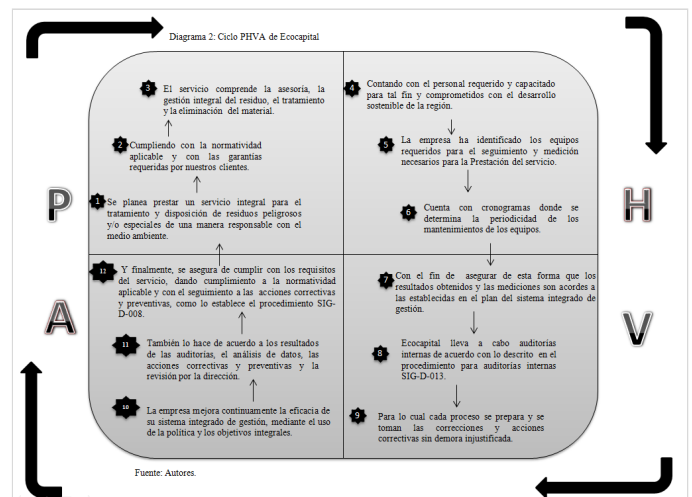 Diagrama 2: Ciclo PHVA de Ecocapital
P
3
El servicio comprende la asesoría, la
gestión integral del residuo, el tratamiento
y la eliminación del material.
2
Cumpliendo con la normatividad
aplicable y con las garantías
requeridas por nuestros clientes.
1
Se planea prestar un servicio integral para el
tratamiento y disposición de residuos peligrosos
y/o especiales de una manera responsable con el
medio ambiente.
H
4
Contando con el personal requerido y capacitado
para tal fin y comprometidos con el desarrollo
sostenible de la región.
5
La empresa ha identificado los equipos
requeridos para el seguimiento y medición
necesarios para la Prestación del servicio.
6
Cuenta con cronogramas donde se
determina la periodicidad de los
mantenimientos de los equipos.
A
12
Y finalmente, se asegura de cumplir con los requisitos
del servicio, dando cumplimiento a la normatividad
aplicable y con el seguimiento a las acciones correctivas
y preventivas, como lo establece el procedimiento SIG-
D-008.
11
También lo hace de acuerdo a los resultados
de las auditorías, el análisis de datos, las
acciones correctivas y preventivas y la
revisión por la dirección.
10
La empresa mejora continuamente la eficacia de
su sistema integrado de gestión, mediante el uso
de la política y los objetivos integrales.
V
7
Con el fin de asegurar de esta forma que los
resultados obtenidos y las mediciones son acordes a
las establecidas en el plan del sistema integrado de
gestión.
8
Ecocapital lleva a cabo auditorías
internas de acuerdo con lo descrito en el
procedimiento para auditorías internas
SIG-D-013.
9
Para lo cual cada proceso se prepara y se
toman las correcciones y acciones
correctivas sin demora injustificada.
Fuente: Autores.